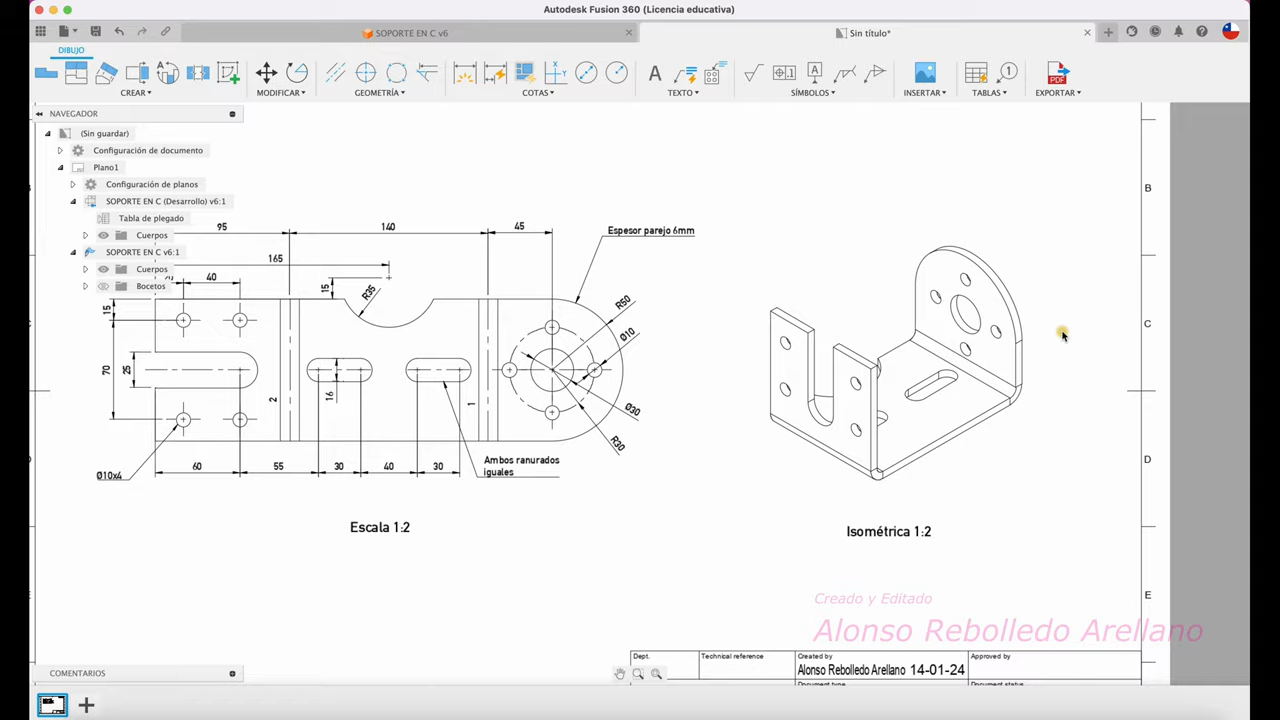 Autodesk Fusion 360 (Licencia educativa)
SOPORTE EN C v6
Sin título*
DIBUJO
CREAR
MODIFICAR
GEOMETRÍA
COTAS
TEXTO
SÍMBOLOS
INSERTAR
TABLAS
EXPORTAR
PDF
NAVEGADOR
(Sin guardar)
Configuración de documento
Plano1
Configuración de planos
SOPORTE EN C (Desarrollo) v6:1
Tabla de plegado
Cuerpos
SOPORTE EN C v6:1
Cuerpos
Bocetos
95
140
45
165
40
15
Espesor parejo 6mm
15
R35
R50
Ø10
70
25
16
2
1
Ø30
R30
60
55
30
40
30
Ø10x4
Ambos ranurados
iguales
Escala 1:2
Isométrica 1:2
B
C
D
E
Creado y Editado
Alonso Rebolledo Arellano
Dept.
Technical reference
Created by
Approved by
Alonso Rebolledo Arellano 14-01-24
Document type
Document status
COMENTARIOS